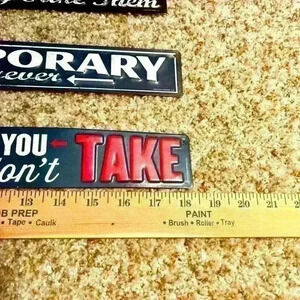 Them
PORARY
ever ←
YOU ← TAKE
on't
13 14 15 16 17 18 19 20 21
OB PREP PAINT
• Tape • Caulk • Brush • Roller • Tray